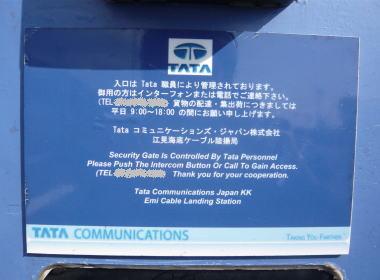 TATA
入口は Tata 職員により管理されております。
御用の方はインターフォンまたは電話でご連絡下さい。
(TEL ) 貨物の配達・集出荷につきましては
平日 9:00~18:00 の間にお願い申し上げます。
Tata コミュニケーションズ・ジャパン株式会社
江見海底ケーブル陸揚局
Security Gate Is Controlled By Tata Personnel
Please Push The Intercom Button Or Call To Gain Access.
(TEL ) Thank you for your cooperation.
Tata Communications Japan KK
Emi Cable Landing Station
TATA COMMUNICATIONS
TAKING YOU FARTHER